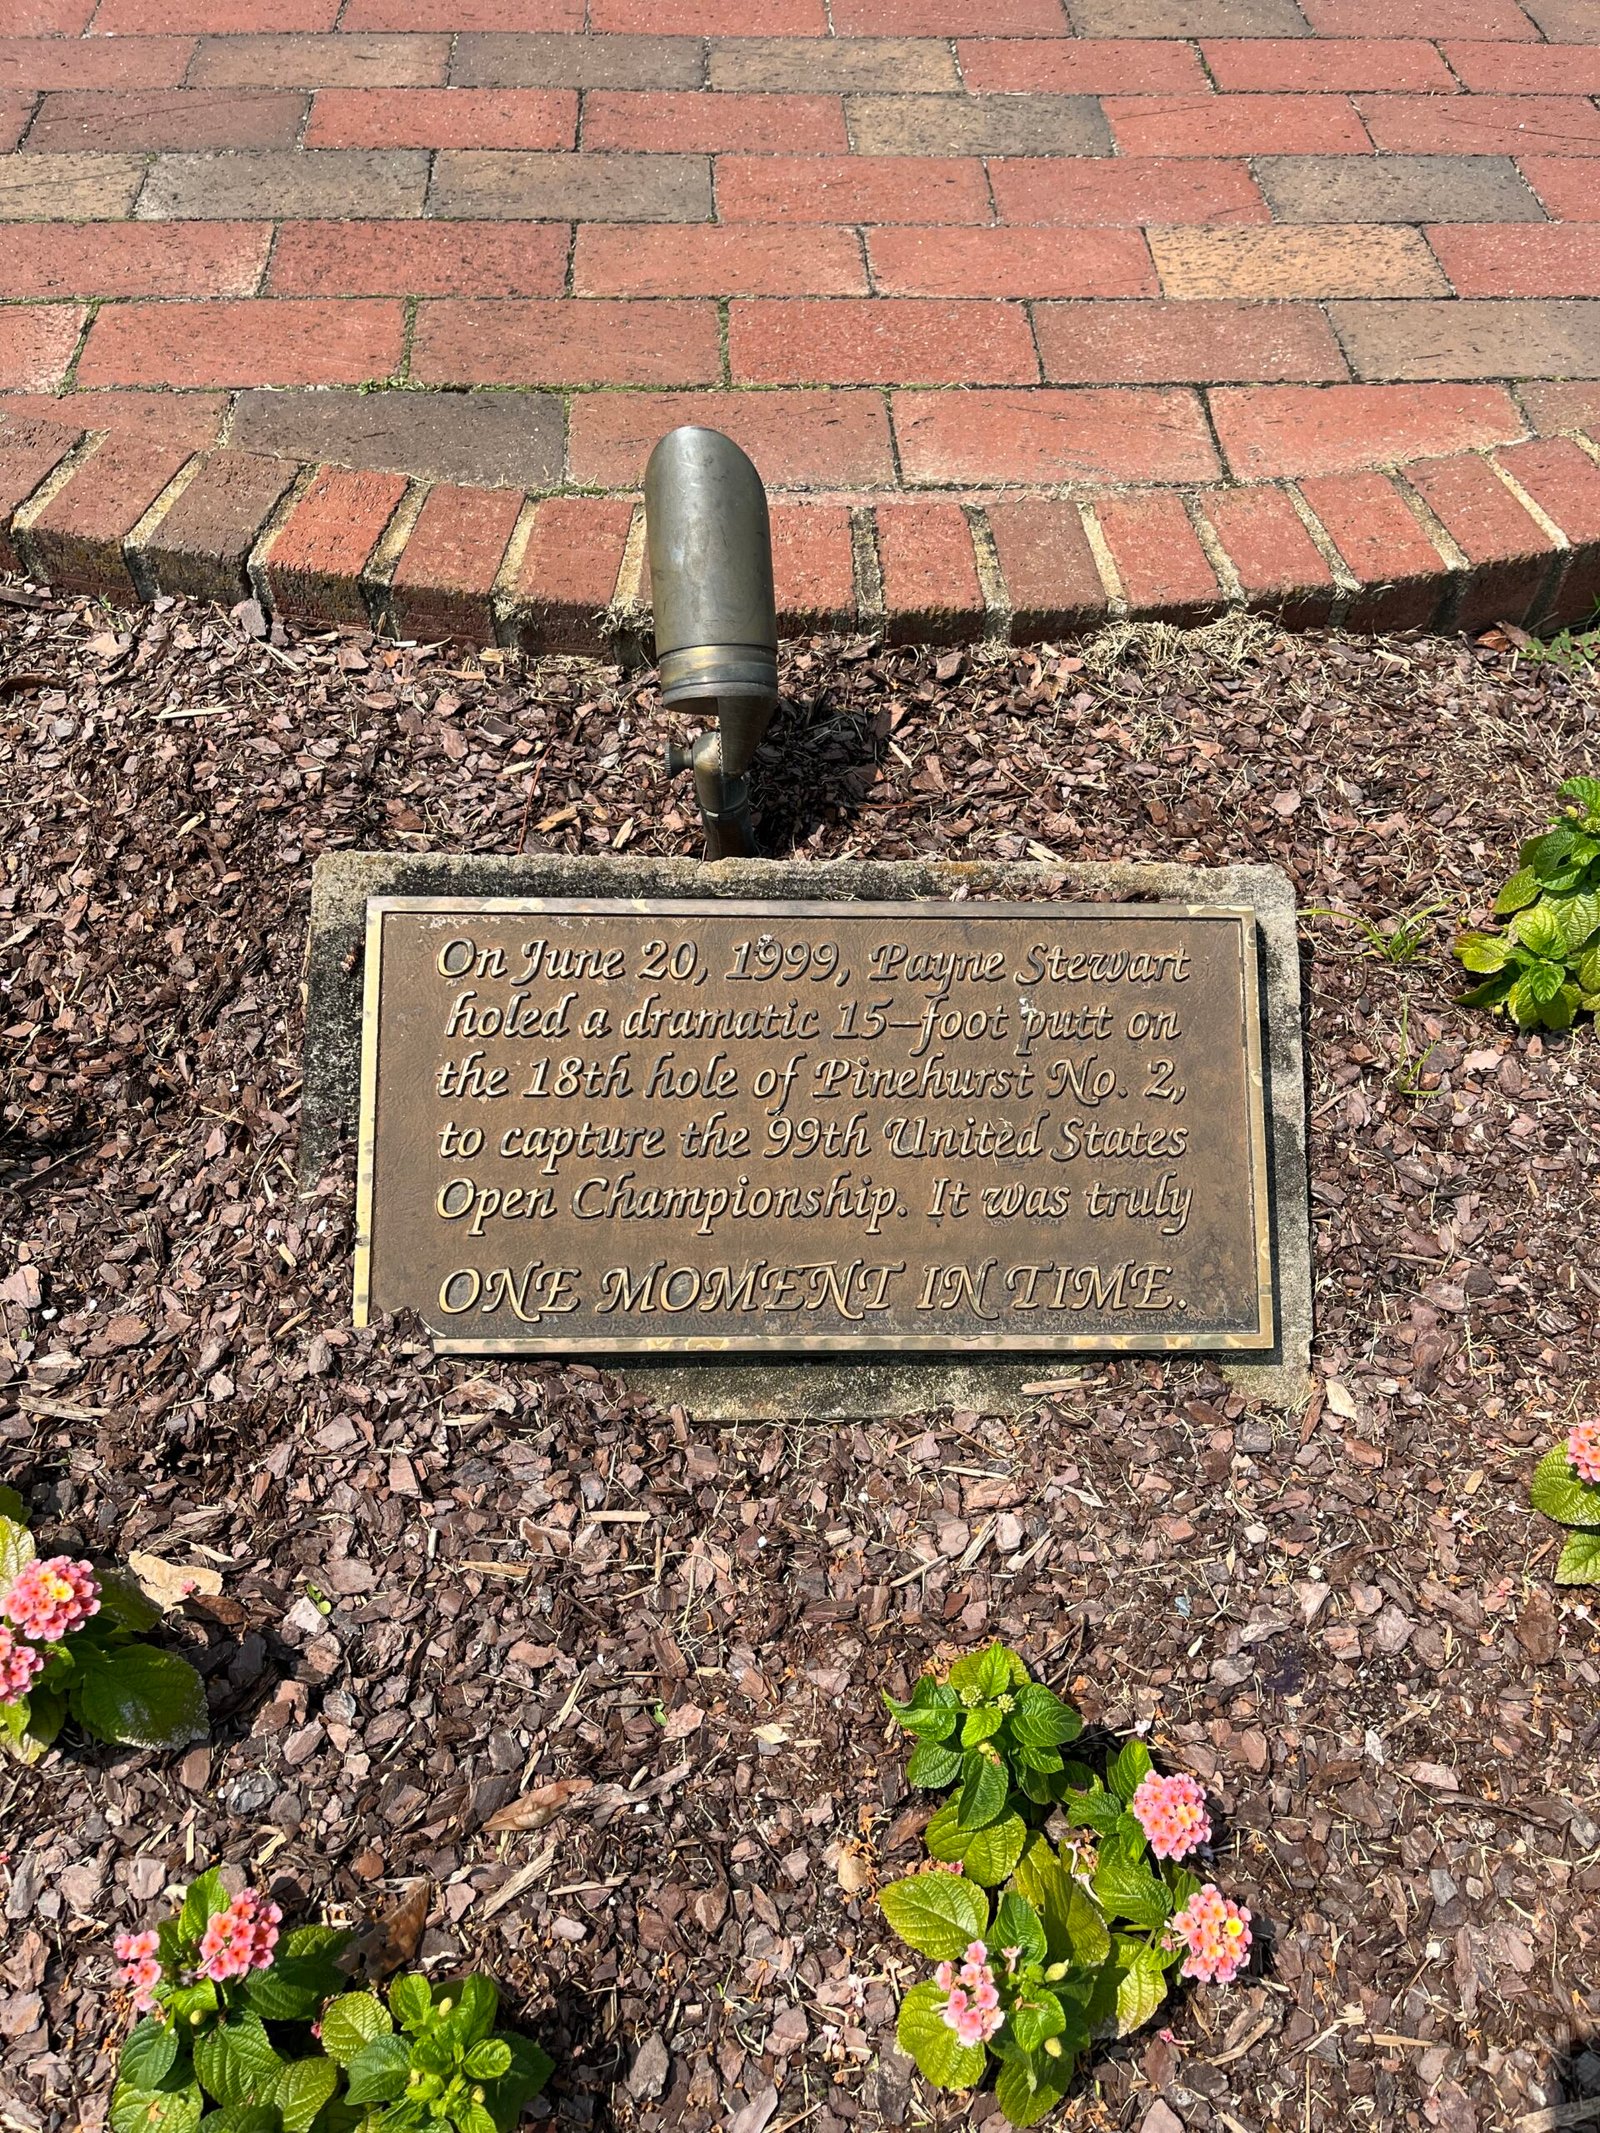 On June 20, 1999, Payne Stewart
holed a dramatic 15-foot putt on
the 18th hole of Pinehurst No. 2,
to capture the 99th United States
Open Championship. It was truly
ONE MOMENT IN TIME.